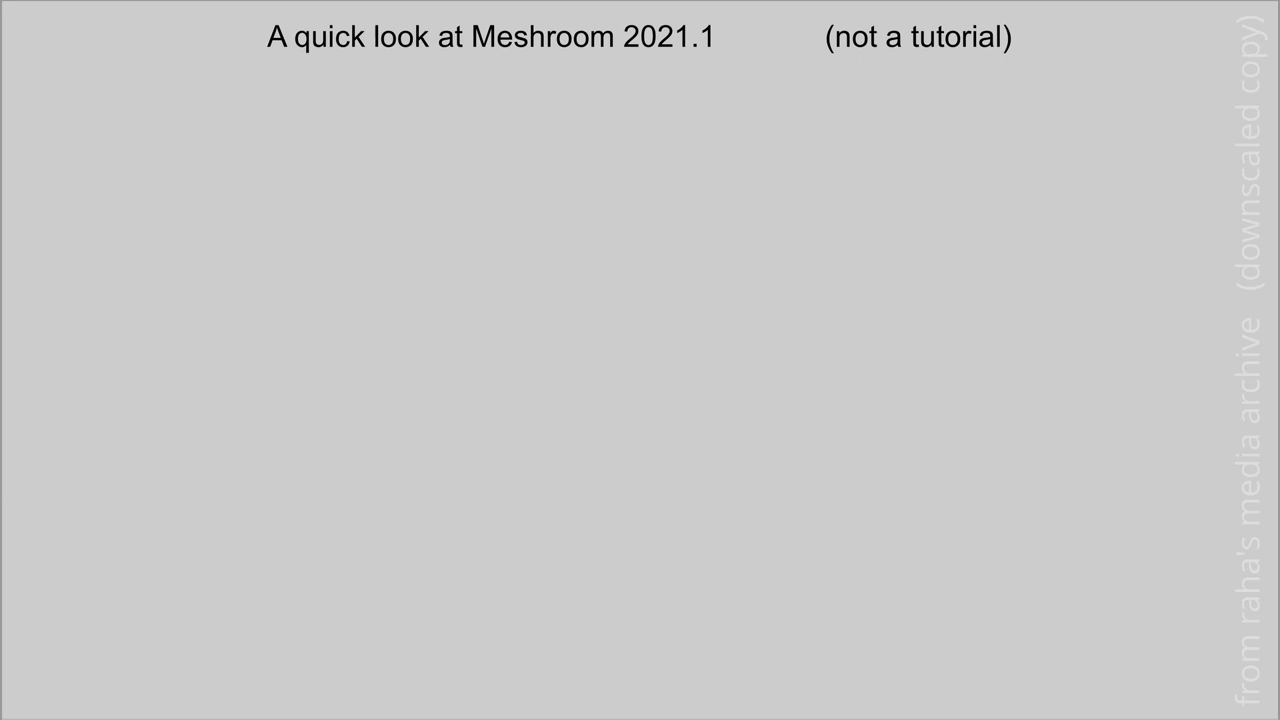 A quick look at Meshroom 2021.1 (not a tutorial)
from raha's media archive (downscaled copy)